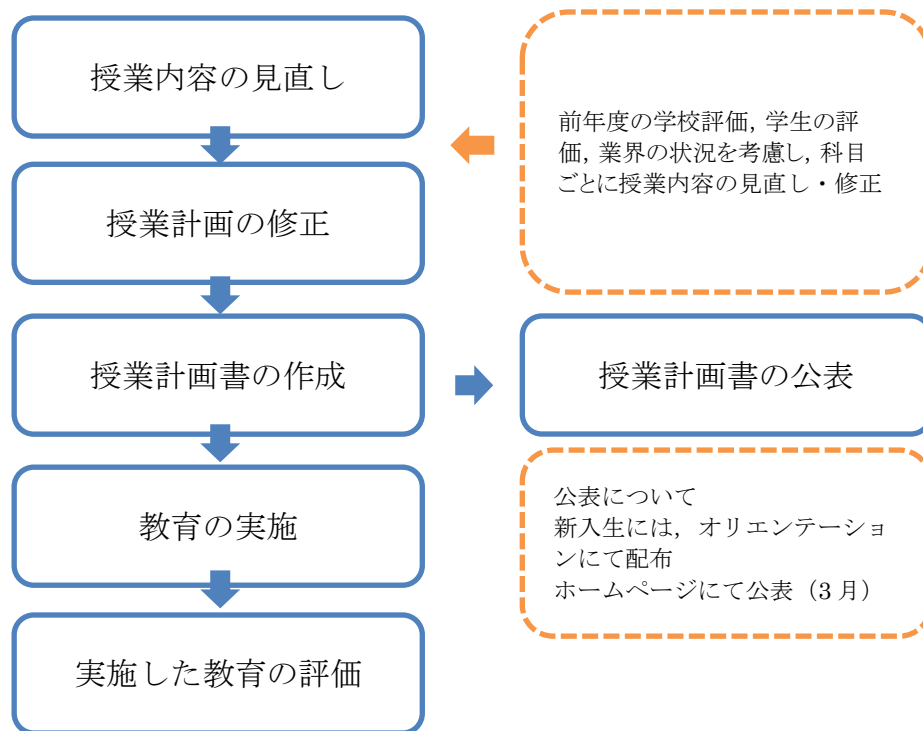 授業内容の見直し
前年度の学校評価, 学生の評
価, 業界の状況を考慮し, 科目
ごとに授業内容の見直し・修正
授業計画の修正
授業計画書の作成
授業計画書の公表
公表について
新入生には, オリエンテーショ
ンにて配布
ホームページにて公表（3 月）
教育の実施
実施した教育の評価